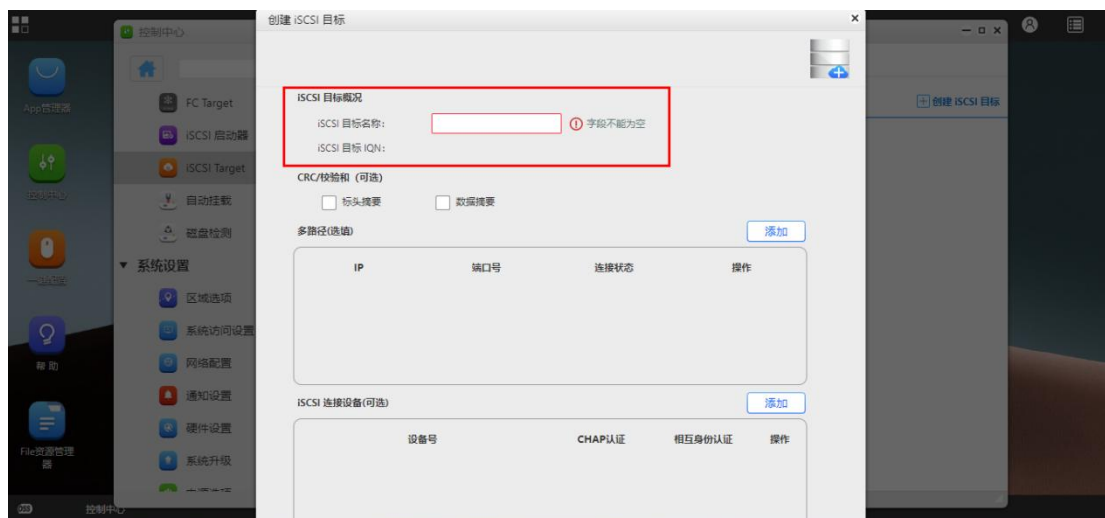 创建 iSCSI 目标
控制中心
App管理器
FC Target
iSCSI 启动器
iSCSI Target
控制中心
自动挂载
磁盘检测
系统设置
区域选项
系统访问设置
网络配置
帮助
通知设置
硬件设置
File资源管理器
系统升级
控制中心
创建 iSCSI 目标
iSCSI 目标概况
iSCSI 目标名称：
字段不能为空
iSCSI 目标 IQN：
CRC/校验和（可选）
标头摘要 数据摘要
多路径(选填) 添加
IP 端口号 连接状态 操作
iSCSI 连接设备(可选) 添加
设备号 CHAP认证 相互身份认证 操作